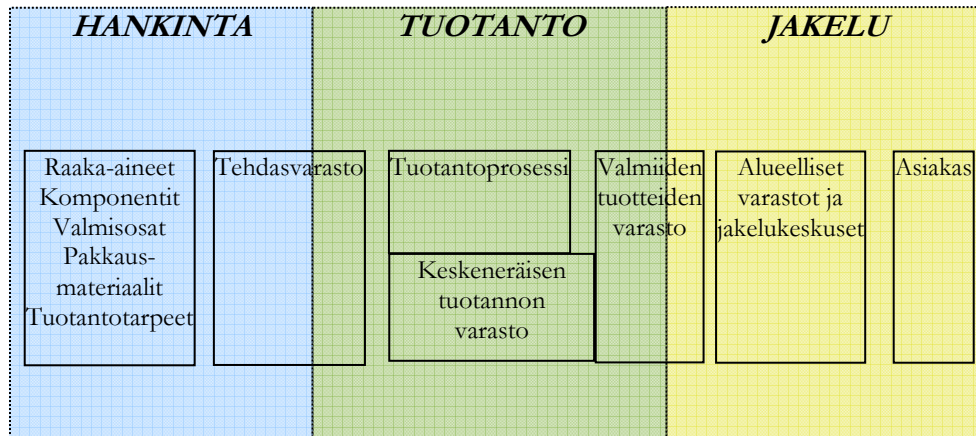 HANKINTA
TUOTANTO
JAKELU
Raaka-aineet
Komponentit
Valmisosat
Pakkaus-
materiaalit
Tuotantotarpeet
Tehdasvarasto
Tuotantoprosessi
Keskeneräisen
tuotannon
varasto
Valmiiden
tuotteiden
varasto
Alueelliset
varastot ja
jakelukeskuset
Asiakas